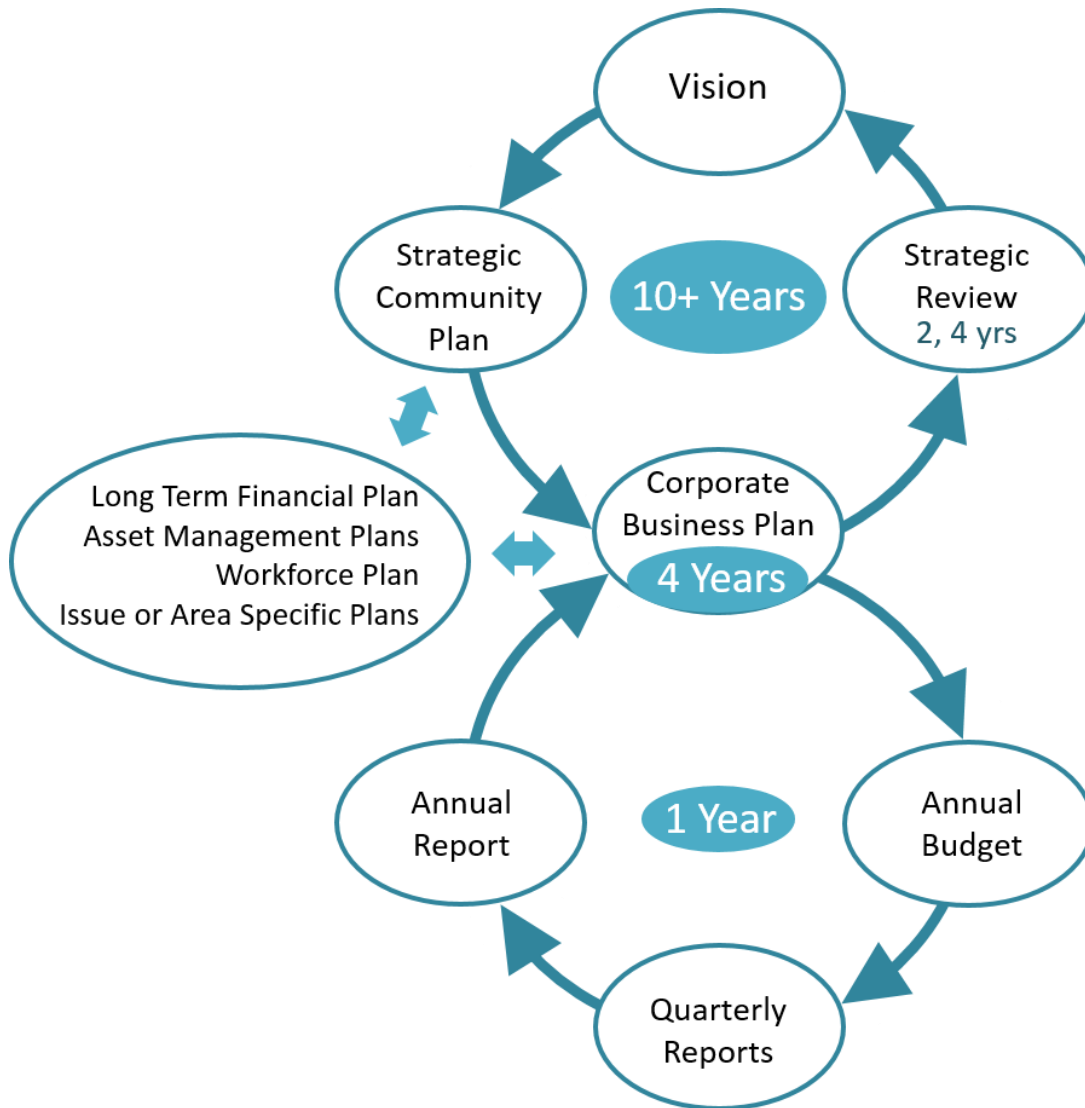 Vision
Strategic
Community
Plan
10+ Years
Strategic
Review
2, 4 yrs
Long Term Financial Plan
Asset Management Plans
Workforce Plan
Issue or Area Specific Plans
Corporate
Business Plan
4 Years
Annual
Report
1 Year
Annual
Budget
Quarterly
Reports